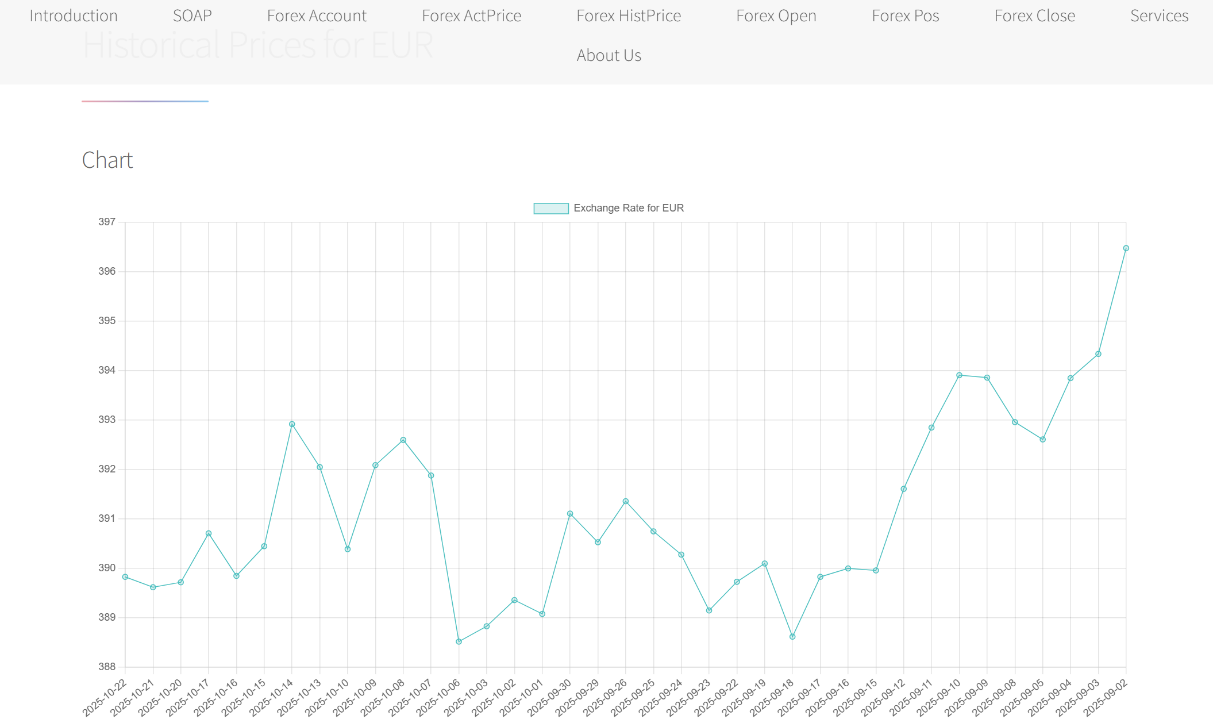 Introduction SOAP Forex Account Forex ActPrice Forex HistPrice Forex Open Forex Pos Forex Close Services
About Us
Historical Prices for EUR
Chart
Exchange Rate for EUR
397
396
395
394
393
392
391
390
389
388
2025-10-22 2025-10-21 2025-10-20 2025-10-17 2025-10-16 2025-10-15 2025-10-14 2025-10-13 2025-10-10 2025-10-09 2025-10-08 2025-10-07 2025-10-06 2025-10-03 2025-10-02 2025-10-01 2025-09-30 2025-09-29 2025-09-26 2025-09-25 2025-09-24 2025-09-23 2025-09-22 2025-09-19 2025-09-18 2025-09-17 2025-09-16 2025-09-15 2025-09-12 2025-09-11 2025-09-10 2025-09-09 2025-09-08 2025-09-05 2025-09-04 2025-09-03 2025-09-02